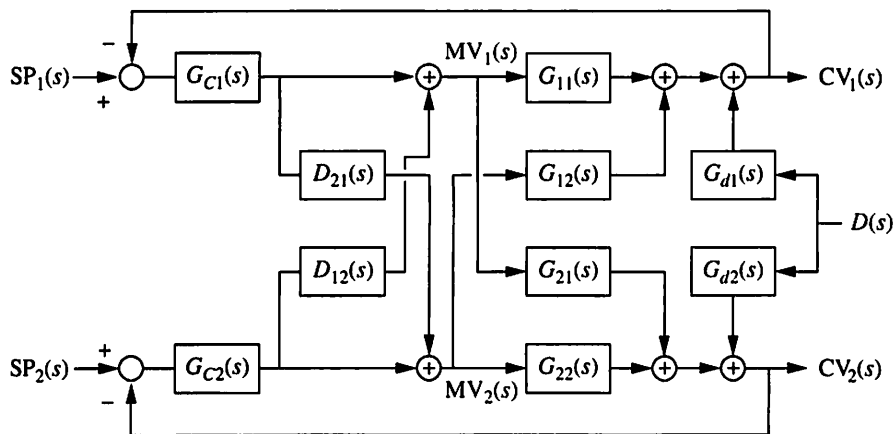 MV₁(s)
−
SP₁(s)
+
G_C1(s)
+
G₁₁(s)
+
+
CV₁(s)
D₂₁(s)
G₁₂(s)
G_d1(s)
D(s)
D₁₂(s)
G₂₁(s)
G_d2(s)
SP₂(s)
+
−
G_C2(s)
+
MV₂(s)
G₂₂(s)
+
+
CV₂(s)